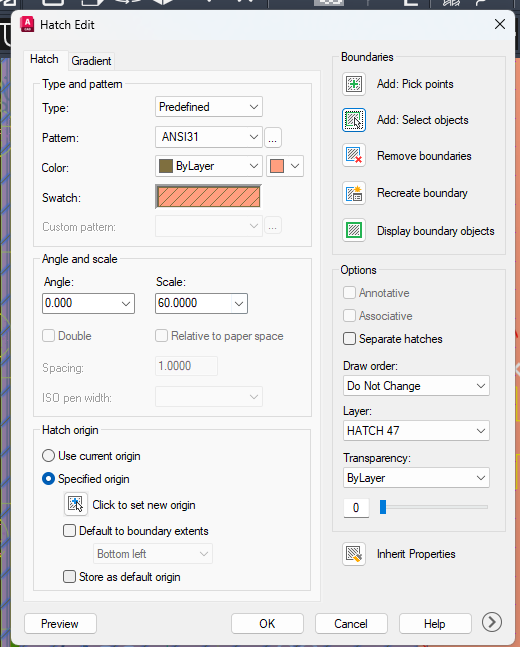 Hatch Edit
Hatch
Gradient
Type and pattern
Type:
Predefined
Pattern:
ANSI31
...
Color:
ByLayer
Swatch:
Custom pattern:
...
Angle and scale
Angle:
Scale:
0.000
60.0000
Double
Relative to paper space
Spacing:
1.0000
ISO pen width:
Hatch origin
Use current origin
Specified origin
Click to set new origin
Default to boundary extents
Bottom left
Store as default origin
Boundaries
Add: Pick points
Add: Select objects
Remove boundaries
Recreate boundary
Display boundary objects
Options
Annotative
Associative
Separate hatches
Draw order:
Do Not Change
Layer:
HATCH 47
Transparency:
ByLayer
0
Inherit Properties
Preview
OK
Cancel
Help